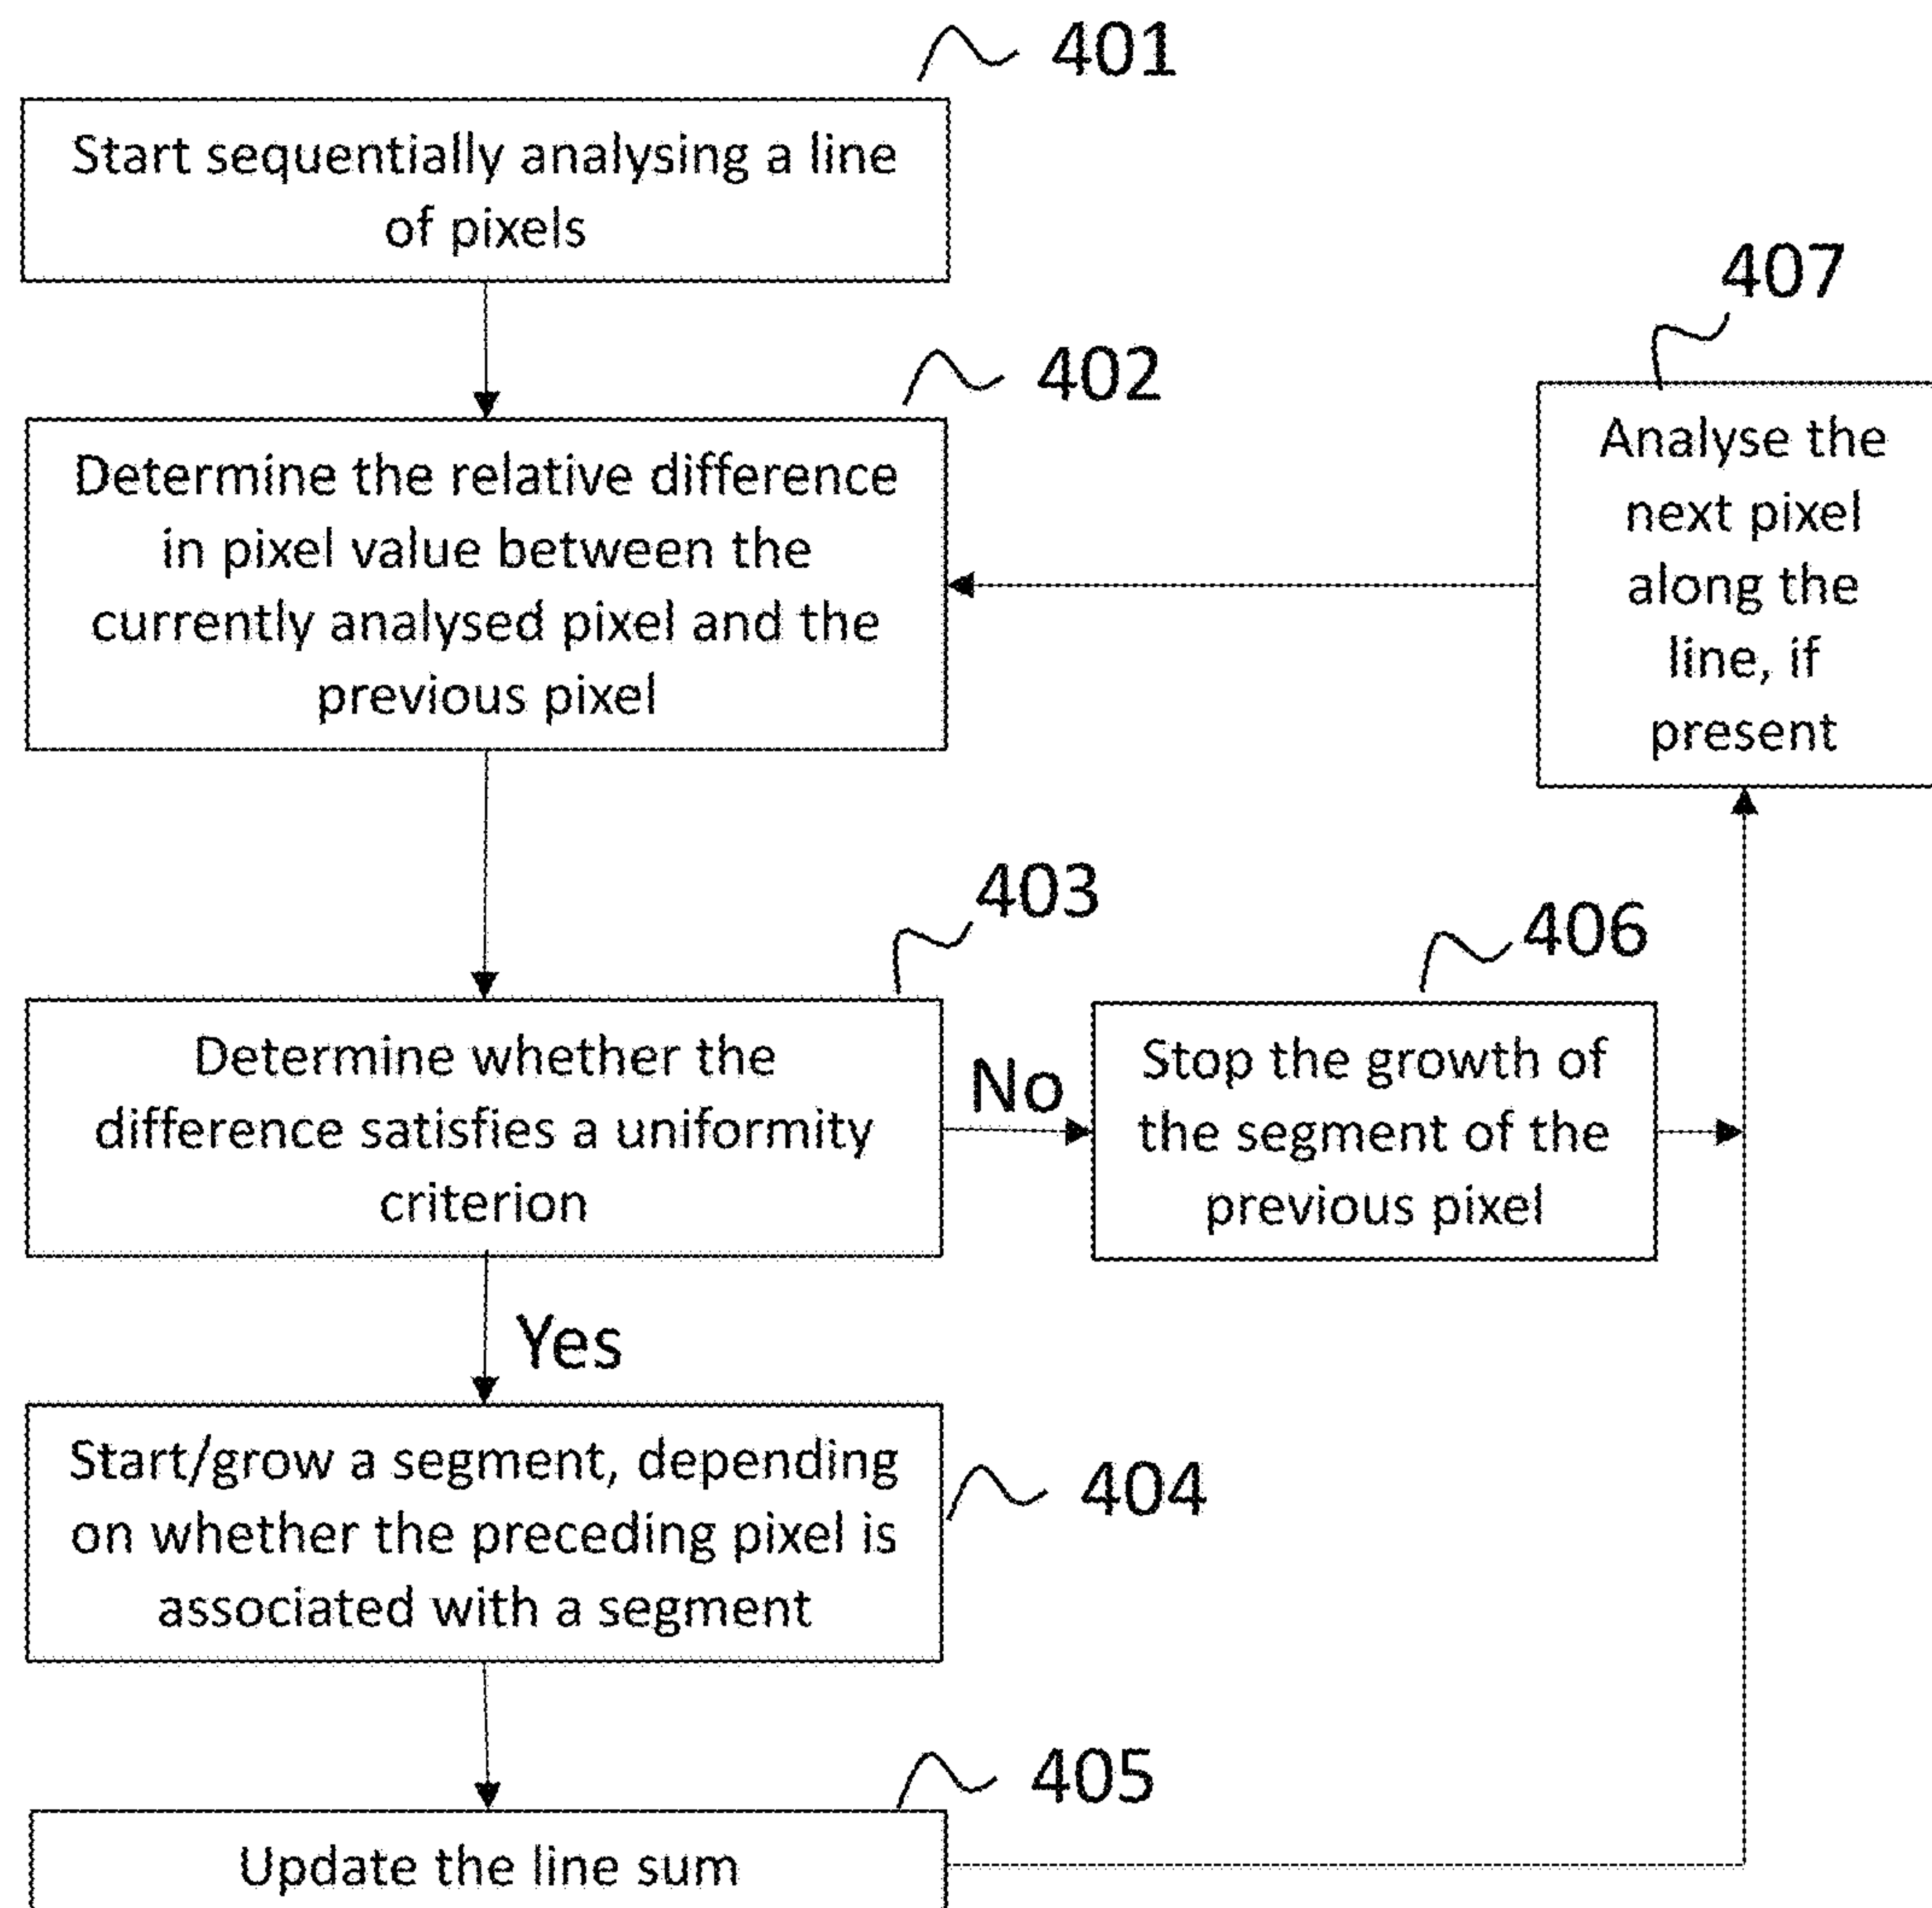 401
Start sequentially analysing a line
of pixels
402
Determine the relative difference
in pixel value between the
currently analysed pixel and the
previous pixel
407
Analyse the
next pixel
along the
line, if
present
403
Determine whether the
difference satisfies a uniformity
criterion
No
406
Stop the growth of
the segment of the
previous pixel
Yes
404
Start/grow a segment, depending
on whether the preceding pixel is
associated with a segment
405
Update the line sum